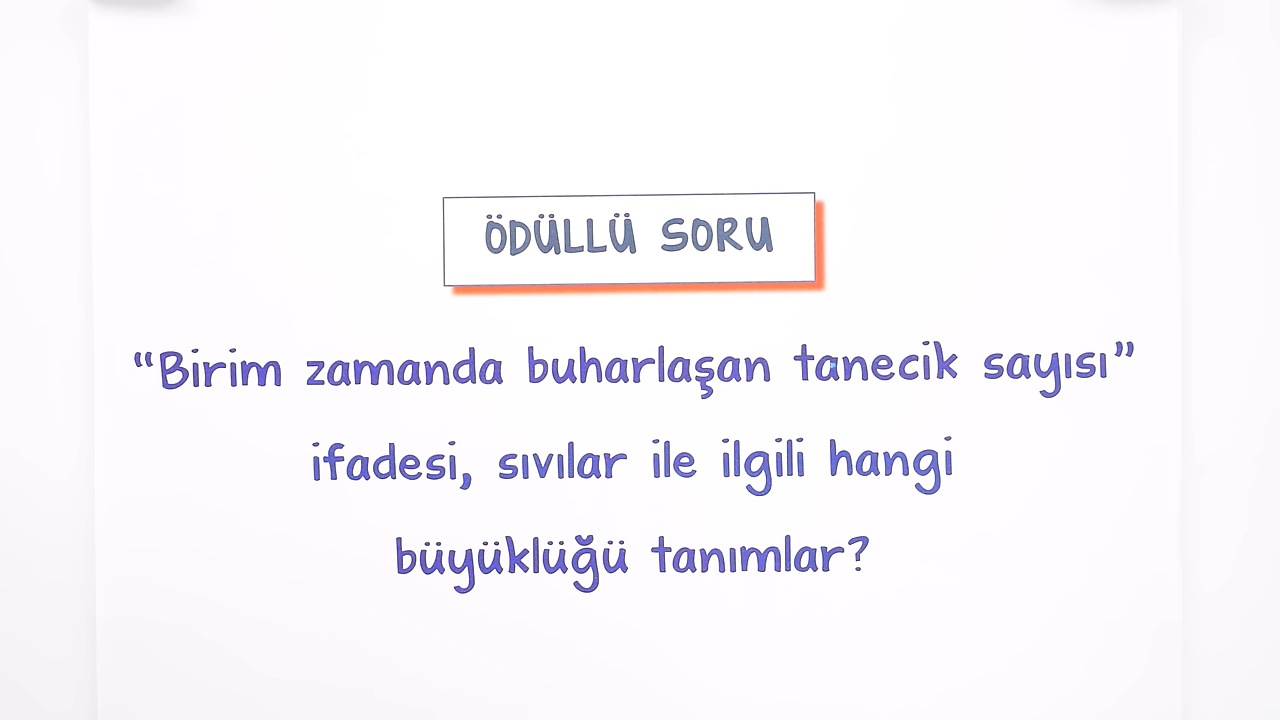 ÖDÜLLÜ SORU
“Birim zamanda buharlaşan tanecik sayısı”
ifadesi, sıvılar ile ilgili hangi
büyüklüğü tanımlar?